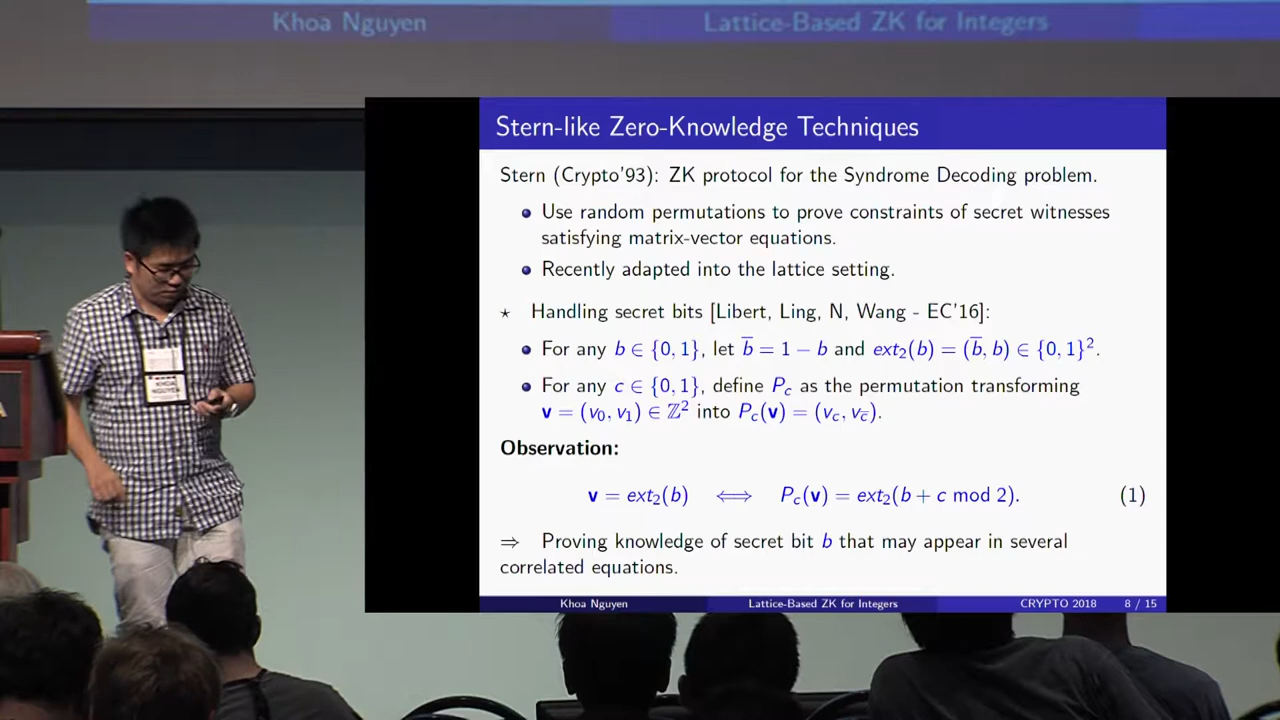 Khoa Nguyen
Lattice-Based ZK for Integers
Stern-like Zero-Knowledge Techniques
Stern (Crypto'93): ZK protocol for the Syndrome Decoding problem.
Use random permutations to prove constraints of secret witnesses
satisfying matrix-vector equations.
Recently adapted into the lattice setting.
⋆ Handling secret bits [Libert, Ling, N, Wang - EC'16]:
For any b ∈ {0, 1}, let b̅ = 1 − b and ext₂(b) = (b̅, b) ∈ {0, 1}².
For any c ∈ {0, 1}, define P_c as the permutation transforming
v = (v₀, v₁) ∈ ℤ² into P_c(v) = (v_c, v_c̅).
Observation:
v = ext₂(b) ⟺ P_c(v) = ext₂(b + c mod 2). (1)
⇒ Proving knowledge of secret bit b that may appear in several
correlated equations.
Khoa Nguyen Lattice-Based ZK for Integers CRYPTO 2018 8 / 15
KHOA
NGUYEN
A